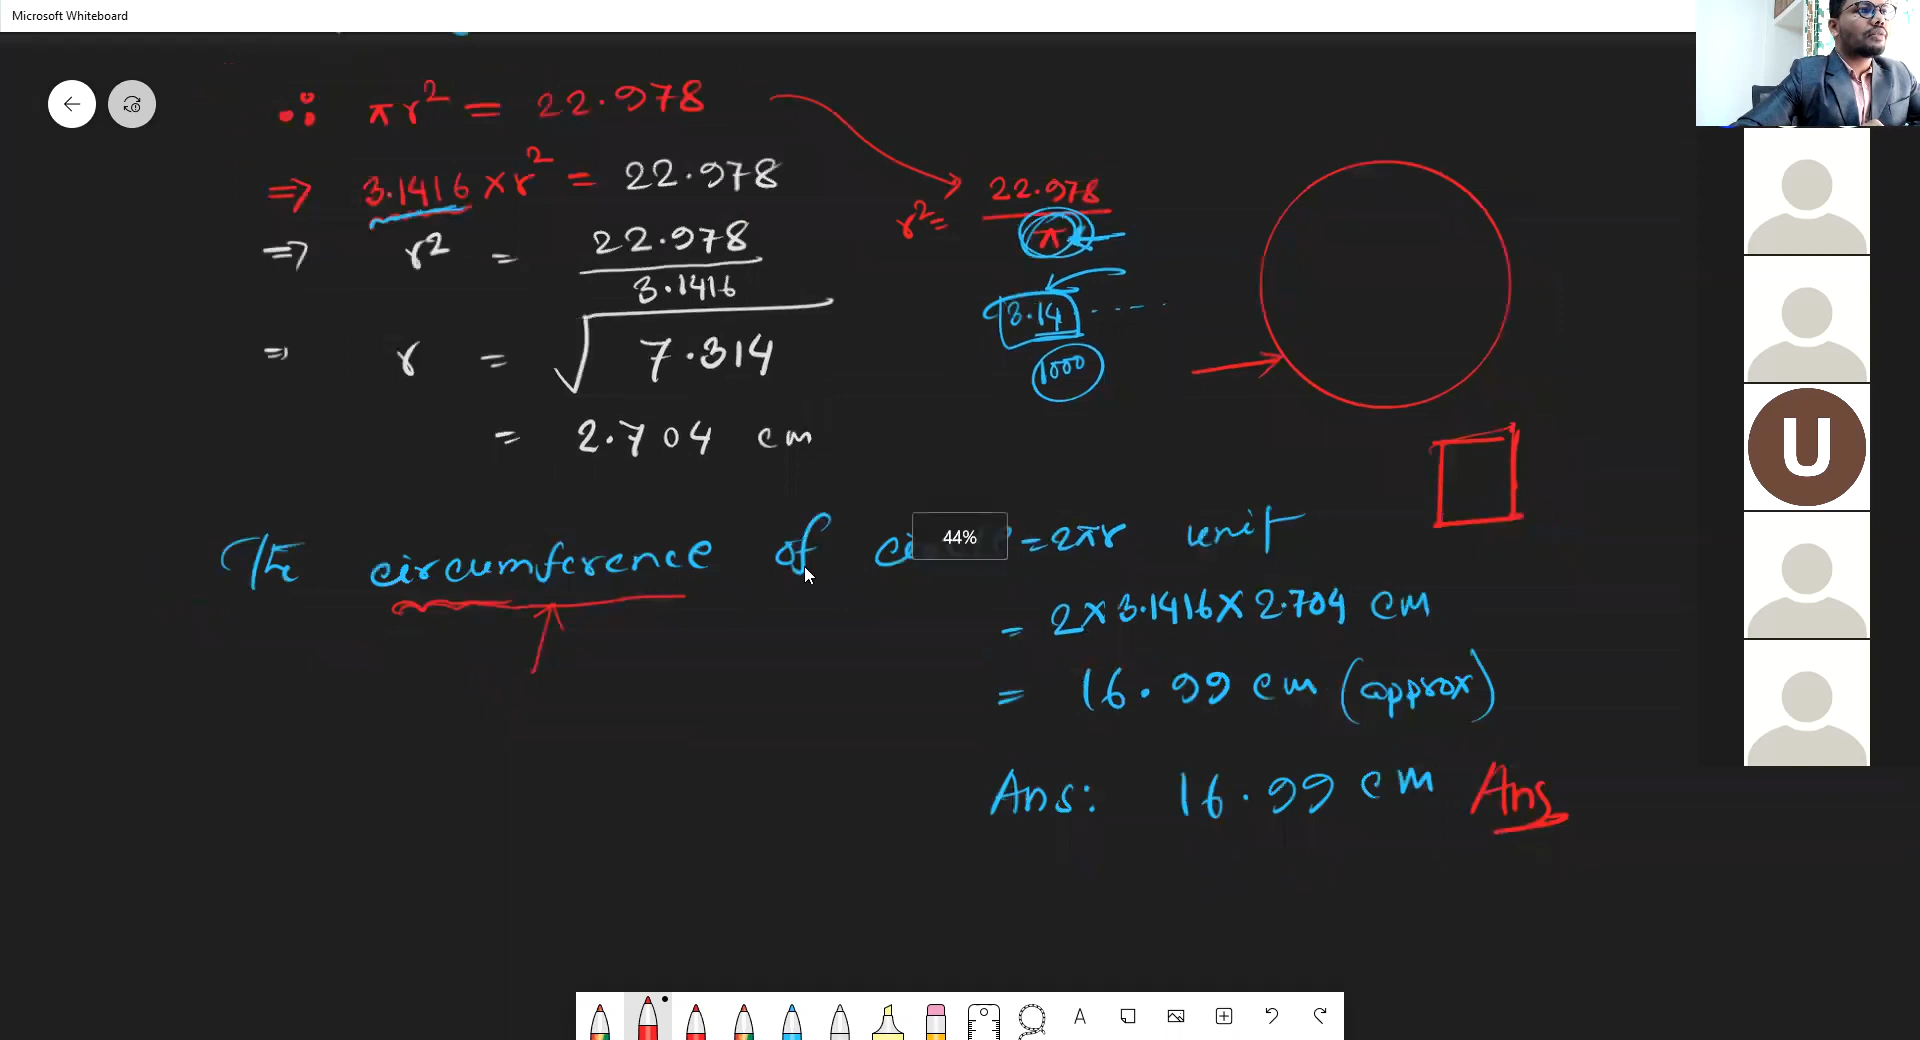 Microsoft Whiteboard
∴ πr² = 22.978
⇒ 3.1416 × r² = 22.978
⇒ r² = 22.978 / 3.1416
⇒ r = √7.314
= 2.704 cm
r² = 22.978 / π
3.14 ....
1000
The circumference of = 2πr unit
44%
= 2 × 3.1416 × 2.704 cm
= 16.99 cm (approx)
Ans: 16.99 cm Ans
U
A